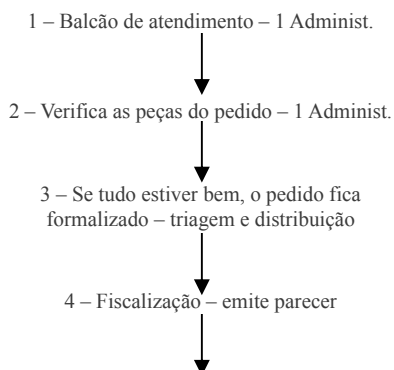 1 – Balcão de atendimento – 1 Administ.
2 – Verifica as peças do pedido – 1 Administ.
3 – Se tudo estiver bem, o pedido fica
formalizado – triagem e distribuição
4 – Fiscalização – emite parecer